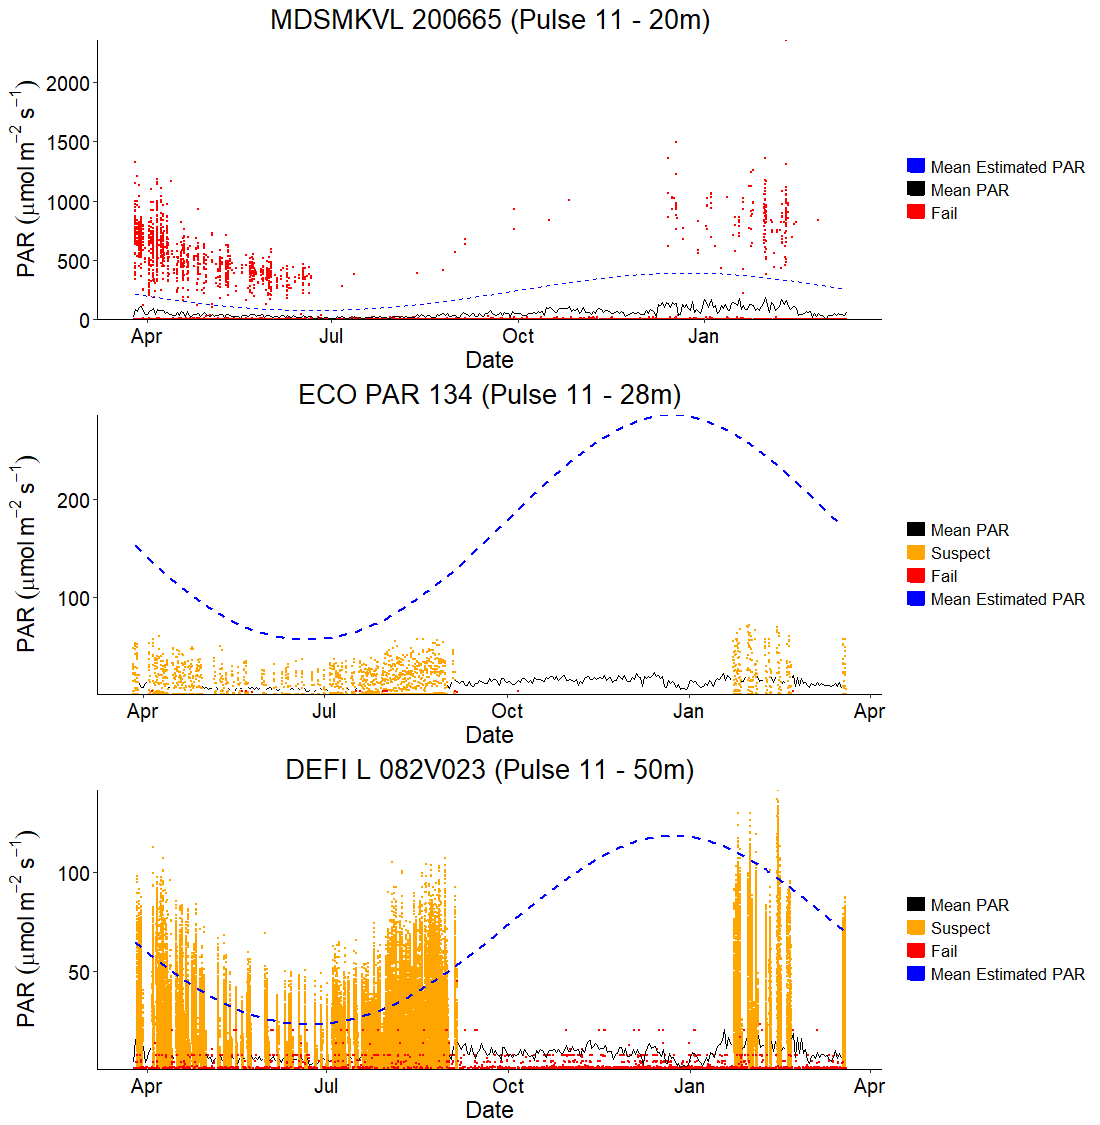 MDSMKVL 200665 (Pulse 11 - 20m)
PAR (μmol m⁻² s⁻¹)
2000
1500
1000
500
0
Apr Jul Oct Jan
Date
Mean Estimated PAR
Mean PAR
Fail
ECO PAR 134 (Pulse 11 - 28m)
PAR (μmol m⁻² s⁻¹)
200
100
Apr Jul Oct Jan Apr
Date
Mean PAR
Suspect
Fail
Mean Estimated PAR
DEFI L 082V023 (Pulse 11 - 50m)
PAR (μmol m⁻² s⁻¹)
100
50
Apr Jul Oct Jan Apr
Date
Mean PAR
Suspect
Fail
Mean Estimated PAR